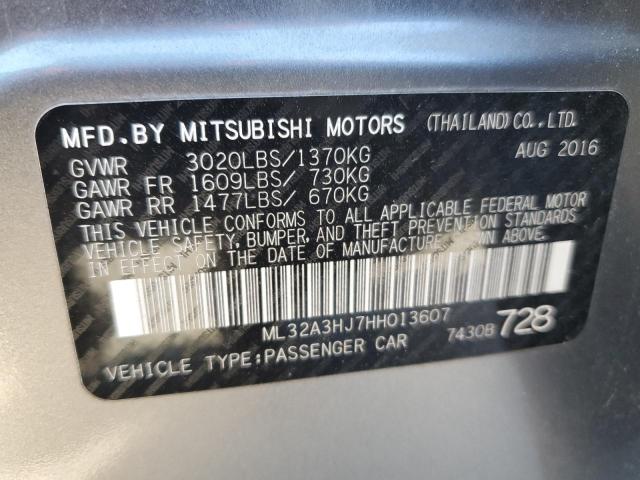 MFD.BY MITSUBISHI MOTORS (THAILAND)CO.,LTD.
GVWR 3020LBS/1370KG AUG 2016
GAWR FR 1609LBS/ 730KG
GAWR RR 1477LBS/ 670KG
THIS VEHICLE CONFORMS TO ALL APPLICABLE FEDERAL MOTOR
VEHICLE SAFETY, BUMPER, AND THEFT PREVENTION STANDARDS
IN EFFECT ON THE DATE OF MANUFACTURE SHOWN ABOVE.
ML32A3HJ7HH013607
VEHICLE TYPE:PASSENGER CAR 7430B 728